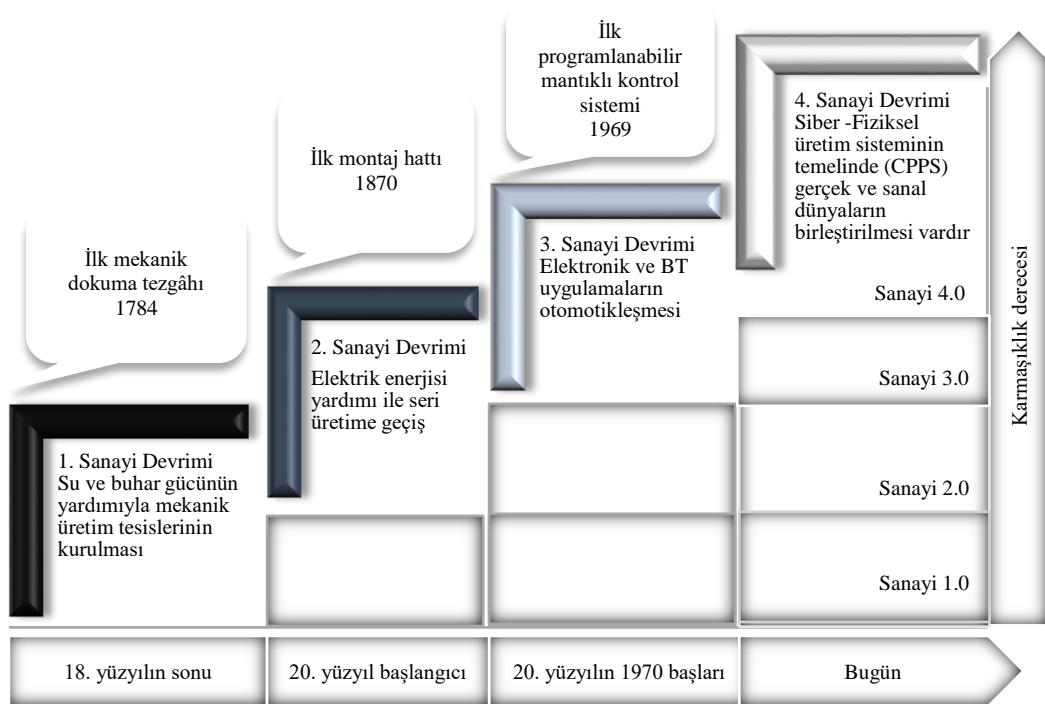 İlk mekanik
dokuma tezgâhı
1784
1. Sanayi Devrimi
Su ve buhar gücünün
yardımıyla mekanik
üretim tesislerinin
kurulması
İlk montaj hattı
1870
2. Sanayi Devrimi
Elektrik enerjisi
yardımı ile seri
üretime geçiş
İlk
programlanabilir
mantıklı kontrol
sistemi
1969
3. Sanayi Devrimi
Elektronik ve BT
uygulamaların
otomotikleşmesi
4. Sanayi Devrimi
Siber -Fiziksel
üretim sisteminin
temelinde (CPPS)
gerçek ve sanal
dünyaların
birleştirilmesi vardır
Sanayi 4.0
Sanayi 3.0
Sanayi 2.0
Sanayi 1.0
Karmaşıklık derecesi
18. yüzyılın sonu
20. yüzyıl başlangıcı
20. yüzyılın 1970 başları
Bugün